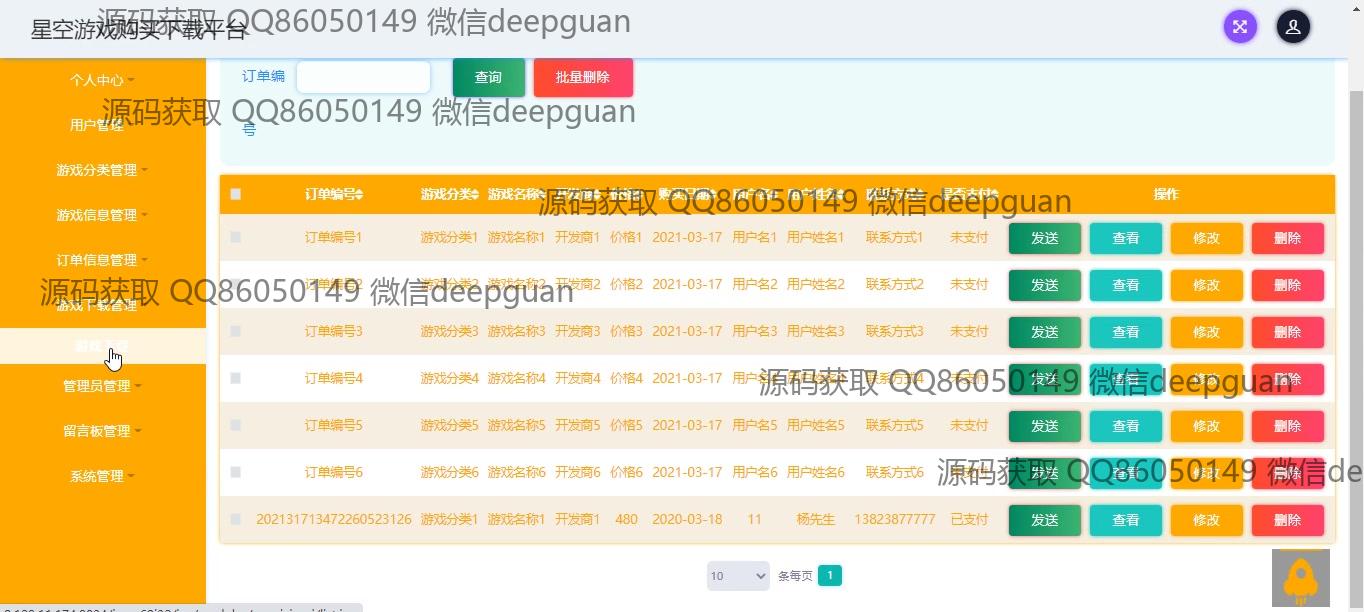 星空游戏购买下载平台
源码获取 QQ86050149 微信deepguan
个人中心
用户管理
游戏分类管理
游戏信息管理
订单信息管理
游戏下载管理
游戏下载
管理员管理
留言板管理
系统管理
订单编号
查询 批量删除
源码获取 QQ86050149 微信deepguan
订单编号 游戏分类 游戏名称 开发商 价格 购买日期 用户名 用户姓名 联系方式 是否支付 操作
源码获取 QQ86050149 微信deepguan
订单编号1 游戏分类1 游戏名称1 开发商1 价格1 2021-03-17 用户名1 用户姓名1 联系方式1 未支付 发送 查看 修改 删除
订单编号2 游戏分类2 游戏名称2 开发商2 价格2 2021-03-17 用户名2 用户姓名2 联系方式2 未支付 发送 查看 修改 删除
源码获取 QQ86050149 微信deepguan
订单编号3 游戏分类3 游戏名称3 开发商3 价格3 2021-03-17 用户名3 用户姓名3 联系方式3 未支付 发送 查看 修改 删除
订单编号4 游戏分类4 游戏名称4 开发商4 价格4 2021-03-17 用户名4 用户姓名4 联系方式4 未支付 发送 查看 修改 删除
源码获取 QQ86050149 微信deepguan
订单编号5 游戏分类5 游戏名称5 开发商5 价格5 2021-03-17 用户名5 用户姓名5 联系方式5 未支付 发送 查看 修改 删除
订单编号6 游戏分类6 游戏名称6 开发商6 价格6 2021-03-17 用户名6 用户姓名6 联系方式6 未支付 发送 查看 修改 删除
源码获取 QQ86050149 微信de
202131713472260523126 游戏分类1 游戏名称1 开发商1 480 2020-03-18 11 杨先生 13823877777 已支付 发送 查看 修改 删除
10 条每页 1